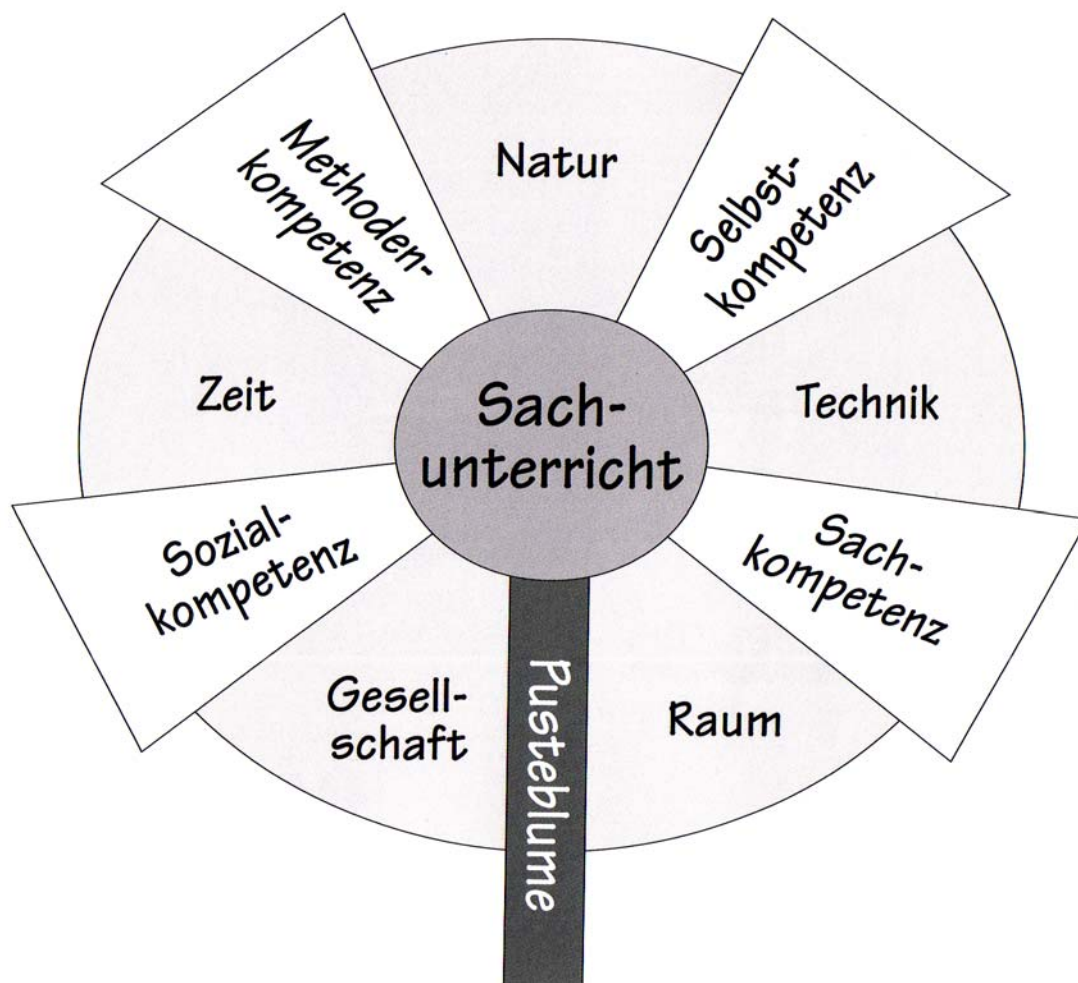 Natur
Methoden-
kompetenz
Selbst-
kompetenz
Zeit
Sach-
unterricht
Technik
Sozial-
kompetenz
Sach-
kompetenz
Gesell-
schaft
Pusteblume
Raum